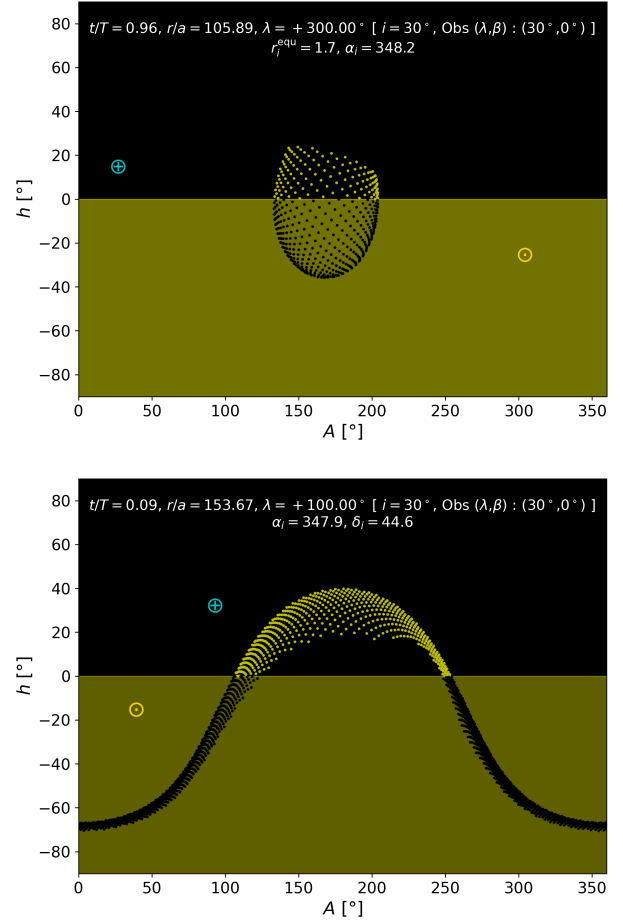 80
60
40
20
0
−20
−40
−60
−80
h [°]
t/T = 0.96, r/a = 105.89, λ = +300.00° [ i = 30°, Obs (λ,β) : (30°,0°) ]
r_i^equ = 1.7, α_i = 348.2
0 50 100 150 200 250 300 350
A [°]
80
60
40
20
0
−20
−40
−60
−80
h [°]
t/T = 0.09, r/a = 153.67, λ = +100.00° [ i = 30°, Obs (λ,β) : (30°,0°) ]
α_i = 347.9, δ_i = 44.6
0 50 100 150 200 250 300 350
A [°]